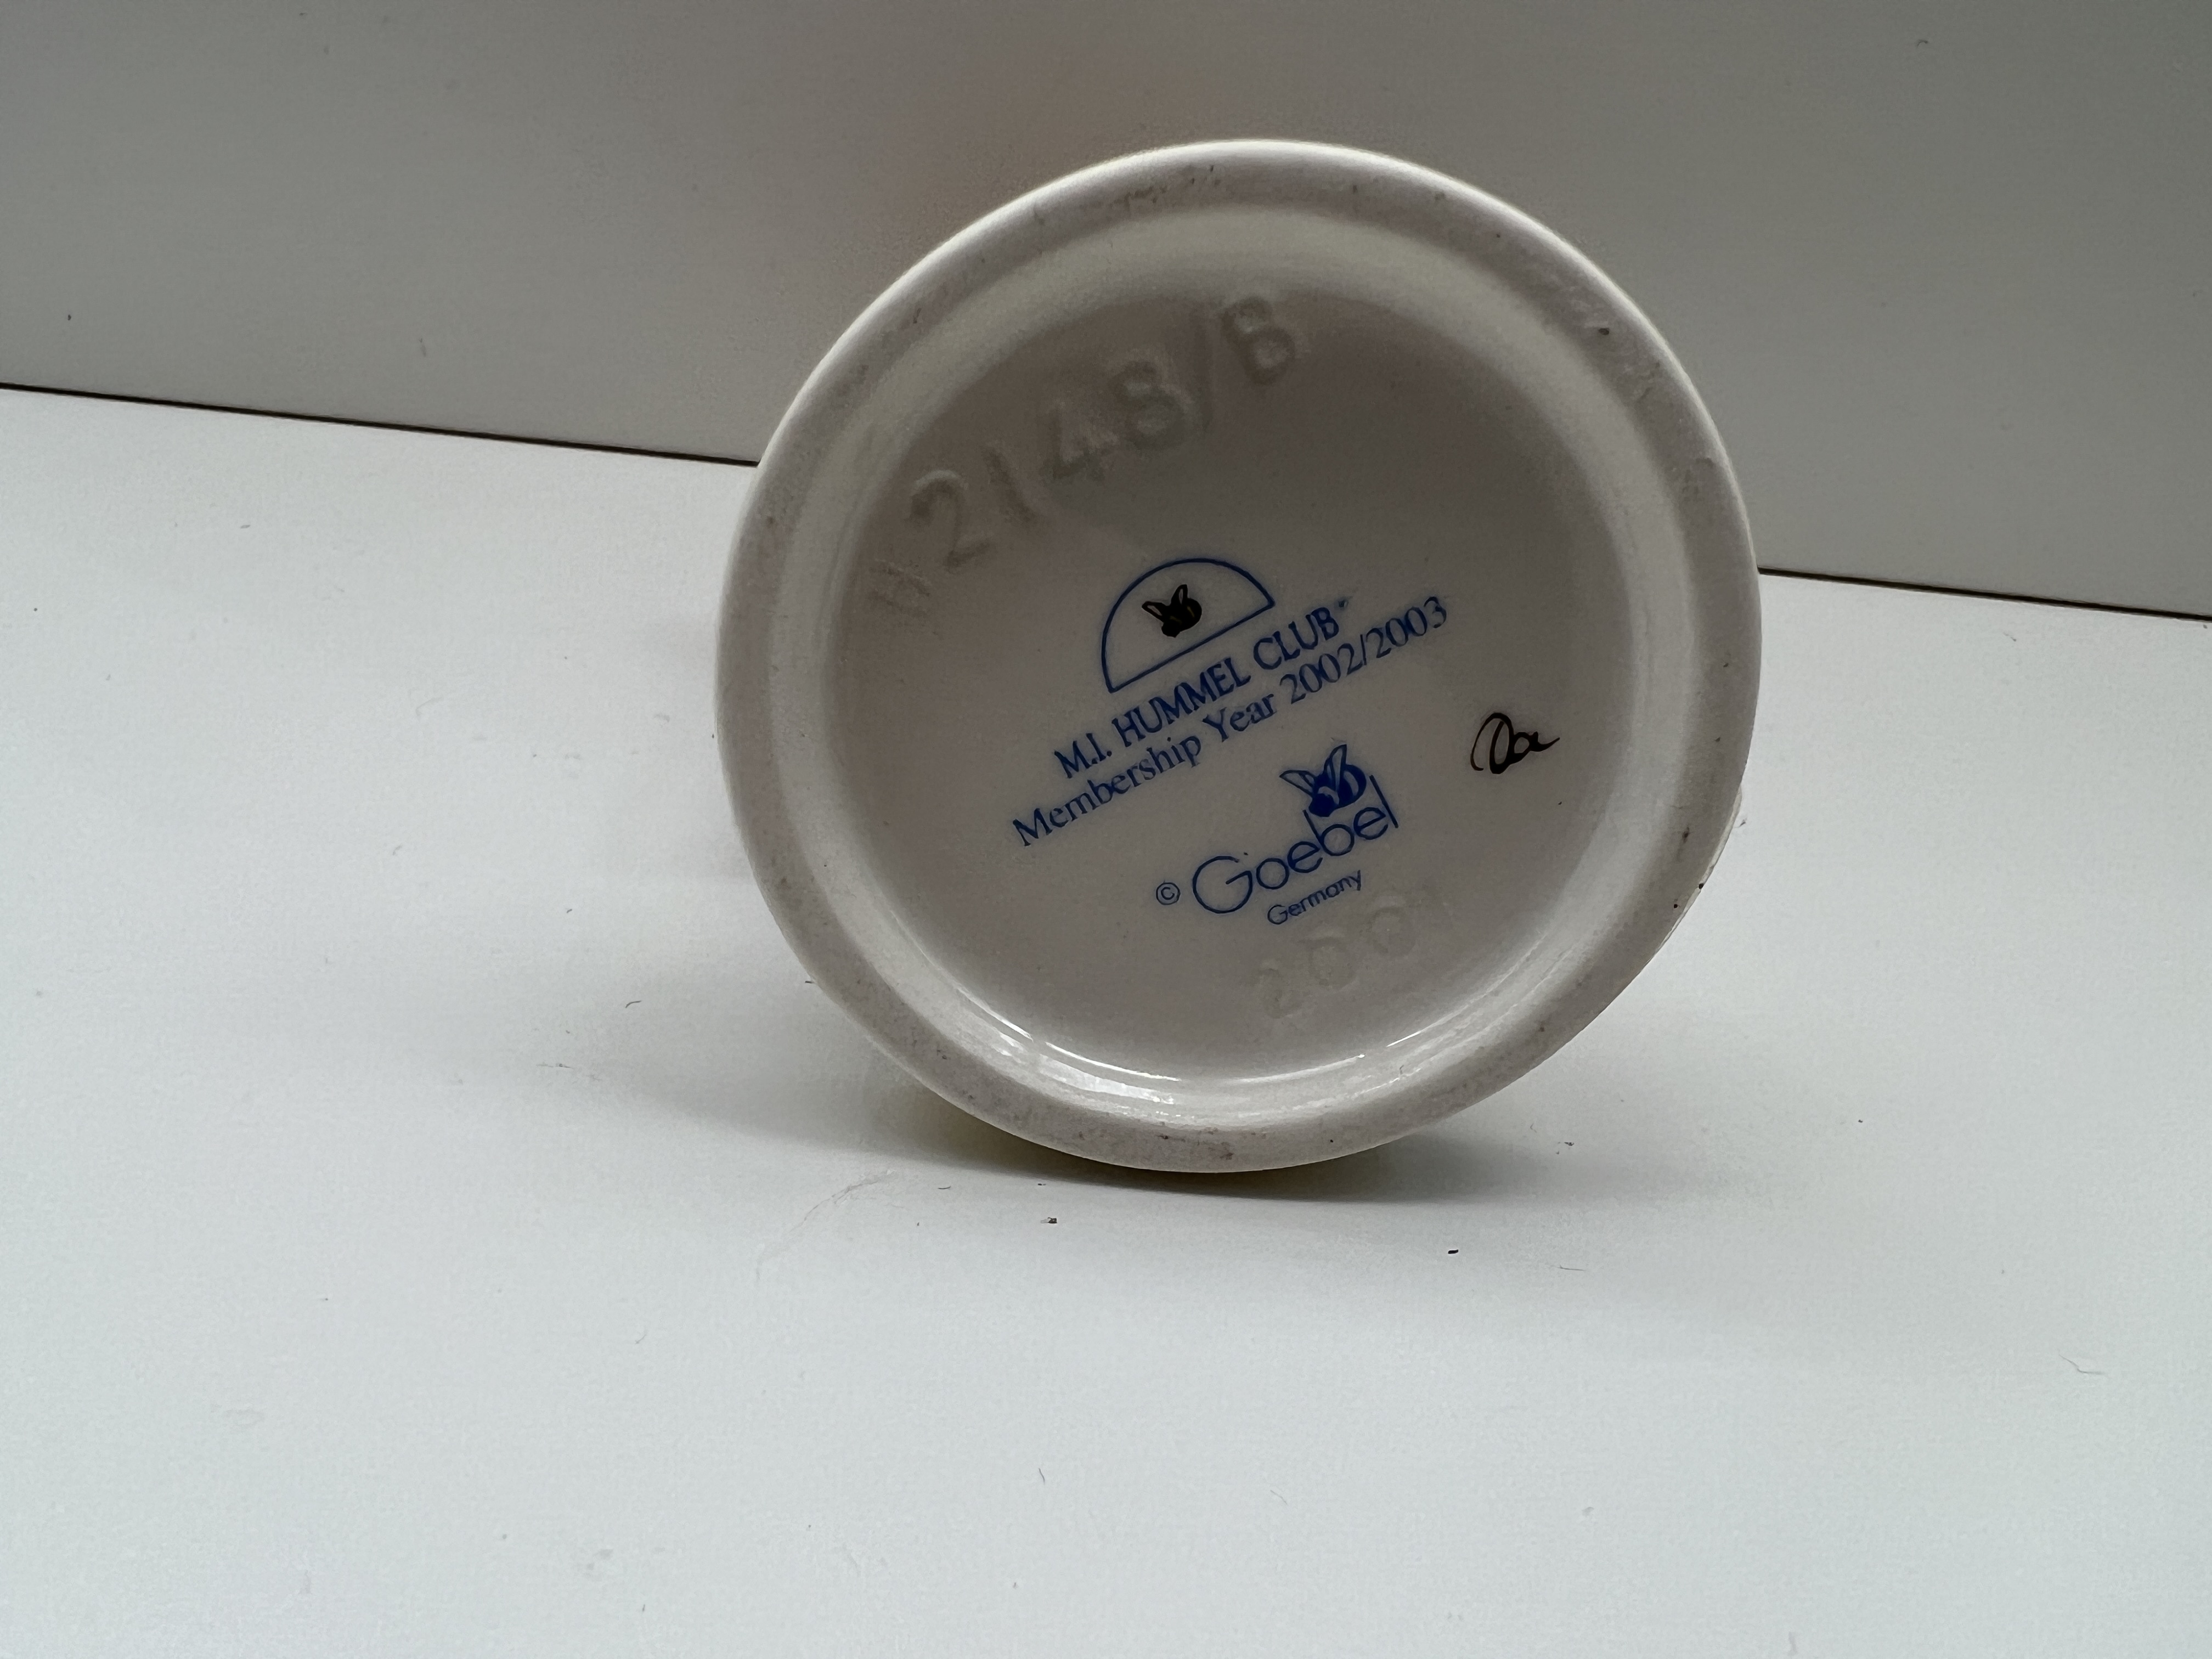 H 2148/B
M.I. HUMMEL CLUB®
Membership Year 2002/2003
© Goebel
Germany
2001